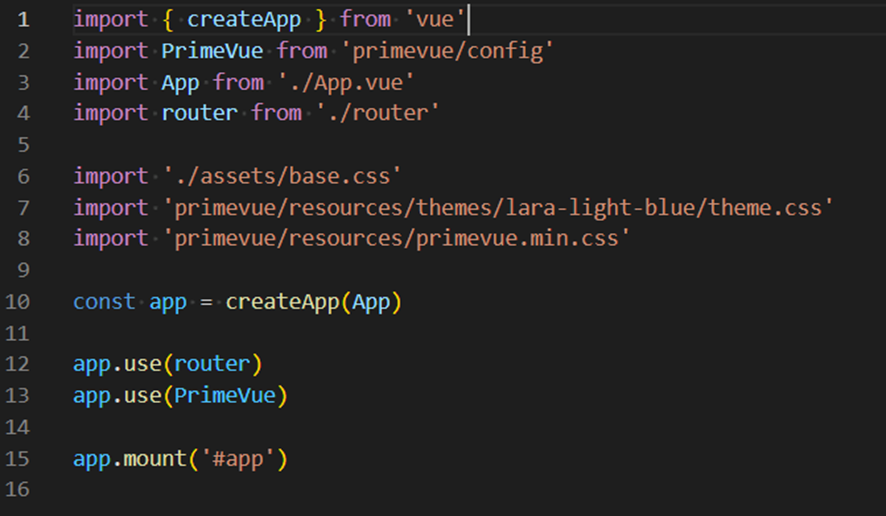 1 import { createApp } from 'vue'
2 import PrimeVue from 'primevue/config'
3 import App from './App.vue'
4 import router from './router'
5
6 import './assets/base.css'
7 import 'primevue/resources/themes/lara-light-blue/theme.css'
8 import 'primevue/resources/primevue.min.css'
9
10 const app = createApp(App)
11
12 app.use(router)
13 app.use(PrimeVue)
14
15 app.mount('#app')
16